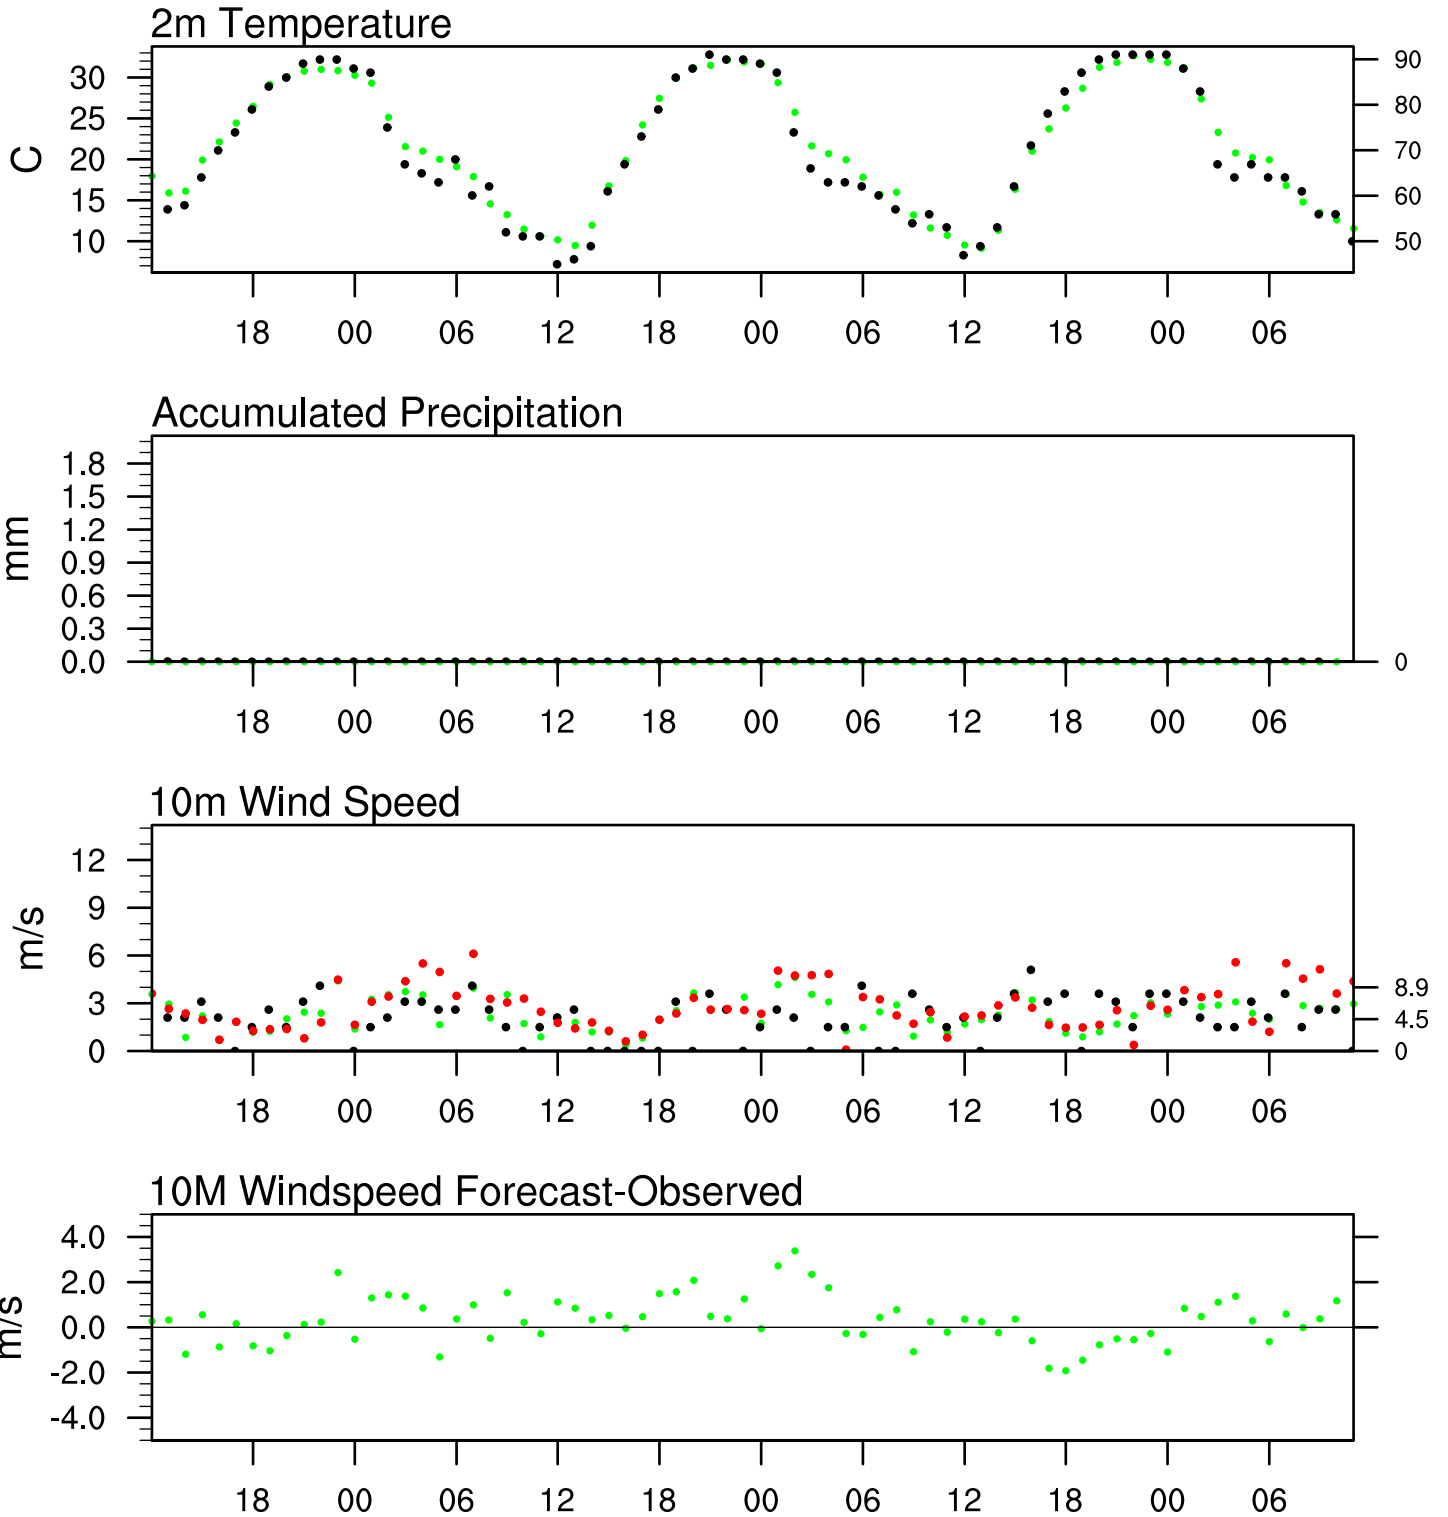 2m Temperature
C
30
25
20
15
10
90
80
70
60
50
18 00 06 12 18 00 06 12 18 00 06
Accumulated Precipitation
mm
1.8
1.5
1.2
0.9
0.6
0.3
0.0
0
18 00 06 12 18 00 06 12 18 00 06
10m Wind Speed
m/s
12
9
6
3
0
8.9
4.5
0
18 00 06 12 18 00 06 12 18 00 06
10M Windspeed Forecast-Observed
m/s
4.0
2.0
0.0
-2.0
-4.0
18 00 06 12 18 00 06 12 18 00 06